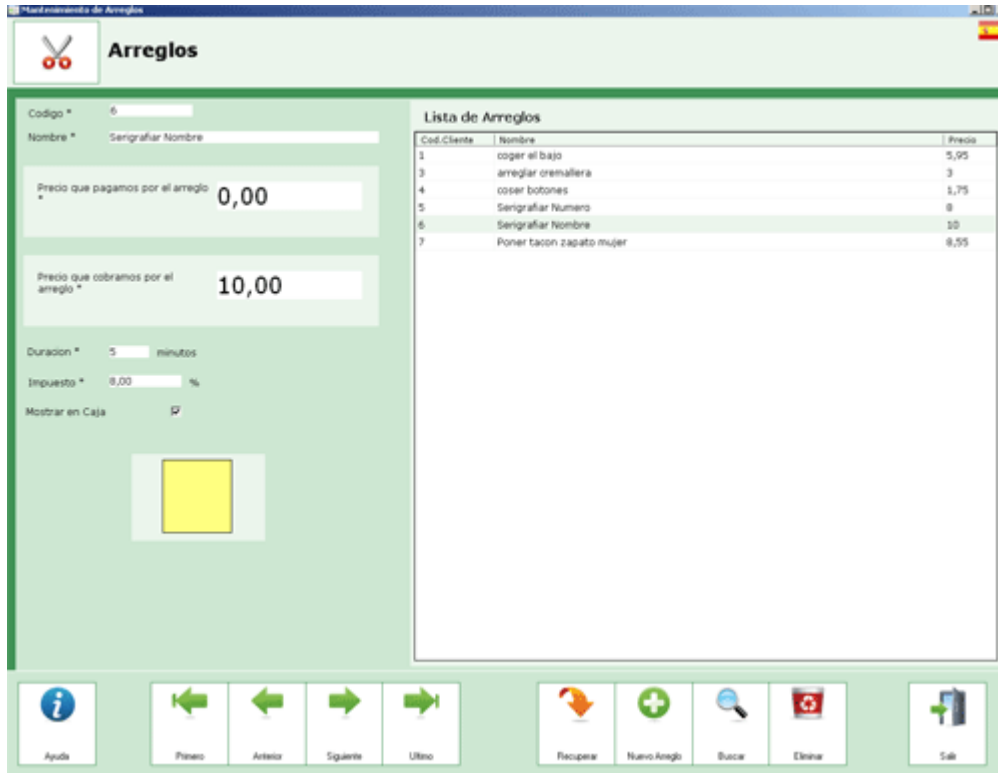 Mantenimiento de Arreglos
Arreglos
Codigo * 6
Nombre * Serigrafiar Nombre
Precio que pagamos por el arreglo * 0,00
Precio que cobramos por el arreglo * 10,00
Duracion * 5 minutos
Impuesto * 8,00 %
Mostrar en Caja
Lista de Arreglos
Cod.Cliente Nombre Precio
1 coger el bajo 5,95
3 arreglar cremallera 3
4 coser botones 1,75
5 Serigrafiar Numero 8
6 Serigrafiar Nombre 10
7 Poner tacon zapato mujer 8,55
Ayuda Primero Anterior Siguiente Ultimo Recuperar Nuevo Arreglo Buscar Eliminar Salir